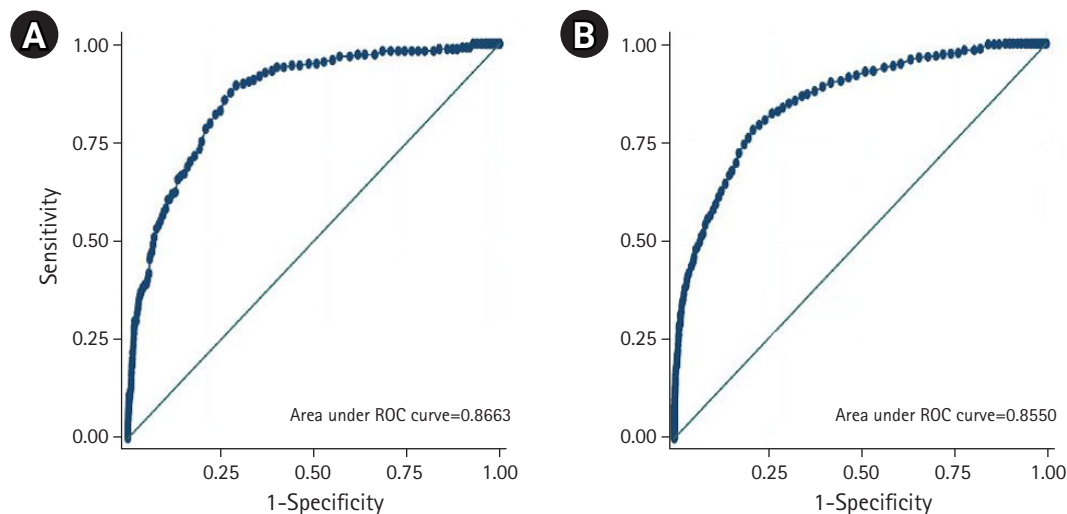 A
1.00
0.75
0.50
0.25
0.00
Sensitivity
0.25 0.50 0.75 1.00
1-Specificity
Area under ROC curve=0.8663
B
1.00
0.75
0.50
0.25
0.00
0.25 0.50 0.75 1.00
1-Specificity
Area under ROC curve=0.8550